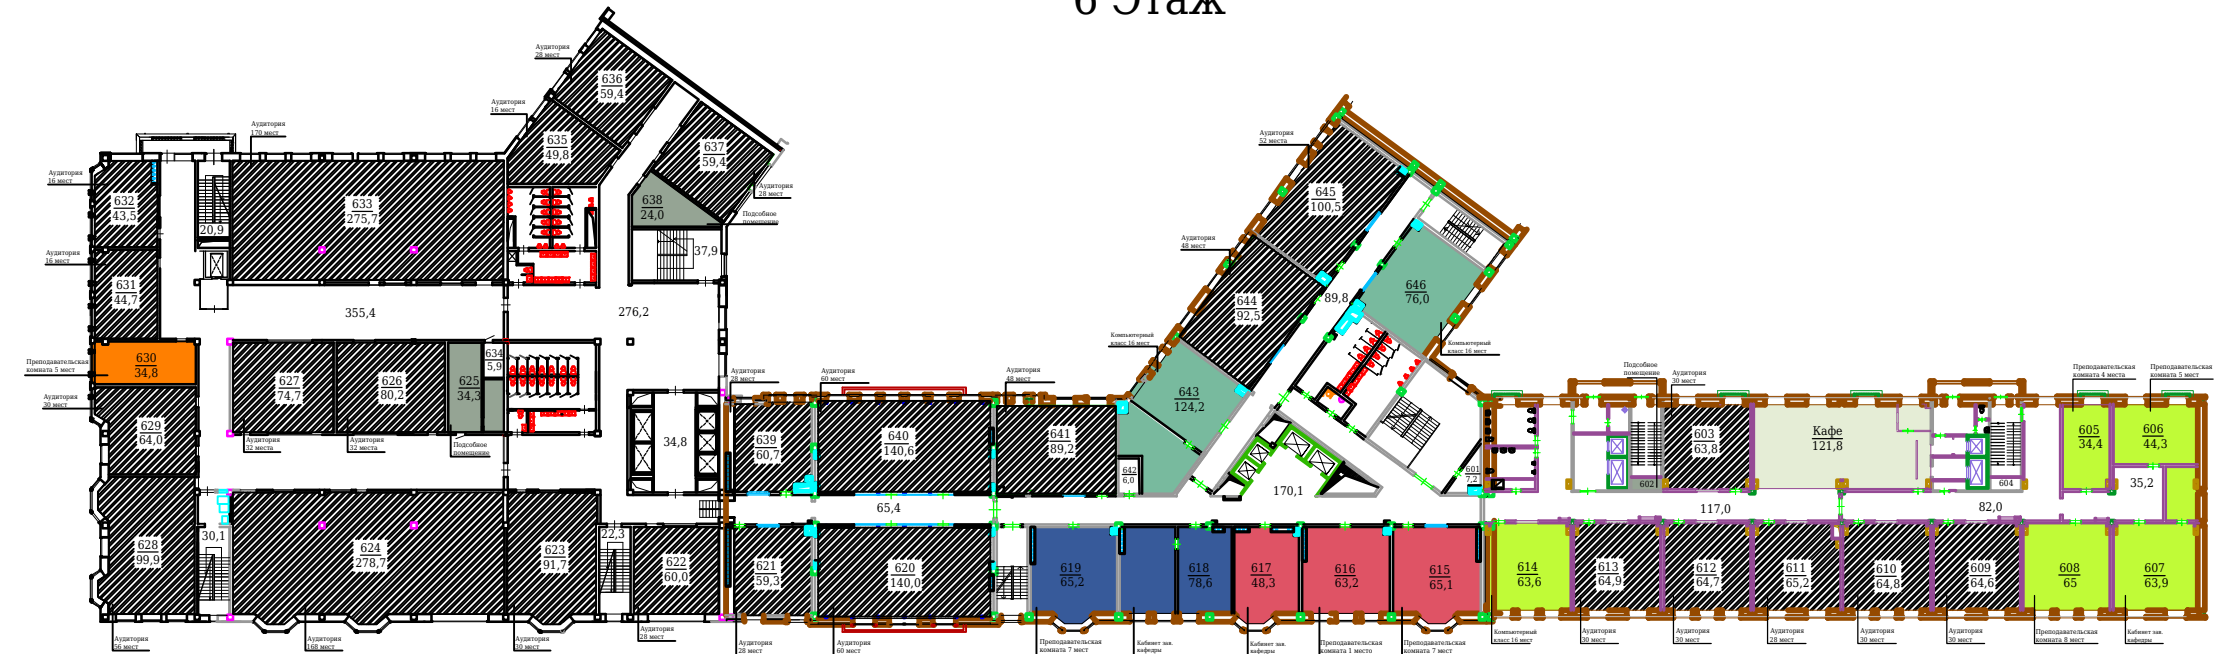 6 Этаж
Аудитория
28 мест
636
59,4
Аудитория
16 мест
635
49,8
Аудитория
170 мест
637
59,4
Аудитория
28 мест
638
24,0
Подсобное
помещение
37,9
Аудитория
16 мест
632
43,5
20,9
633
275,7
Аудитория
16 мест
631
44,7
355,4
276,2
Преподавательская
комната 5 мест
630
34,8
627
74,7
626
80,2
625
34,3
634
5,9
Аудитория
30 мест
629
64,0
Аудитория
32 мест
Аудитория
32 мест
Подсобное
помещение
34,8
628
99,9
30,1
624
278,7
623
91,7
22,3
622
60,0
Аудитория
56 мест
Аудитория
168 мест
Аудитория
30 мест
Аудитория
28 мест
Аудитория
28 мест
Аудитория
60 мест
Аудитория
48 мест
639
60,7
640
140,6
641
89,2
642
6,0
65,4
621
59,3
620
140,0
Аудитория
28 мест
Аудитория
60 мест
Аудитория
52 места
645
100,5
Аудитория
48 мест
644
92,5
89,8
646
76,0
Компьютерный
класс 16 мест
Компьютерный
класс 16 мест
643
124,2
170,1
601
7,2
619
65,2
618
78,6
617
48,3
616
63,2
615
65,1
Преподавательская
комната 7 мест
Кабинет зав.
кафедры
Кабинет зав.
кафедры
Преподавательская
комната 1 место
Преподавательская
комната 7 мест
Подсобное
помещение
Аудитория
30 мест
602
603
63,8
Кафе
121,8
604
Преподавательская
комната 4 места
Преподавательская
комната 5 мест
605
34,4
606
44,3
35,2
117,0
82,0
614
63,6
613
64,9
612
64,7
611
65,2
610
64,8
609
64,6
608
65
607
63,9
Компьютерный
класс 16 мест
Аудитория
30 мест
Аудитория
30 мест
Аудитория
28 мест
Аудитория
30 мест
Аудитория
30 мест
Преподавательская
комната 8 мест
Кабинет зав.
кафедры